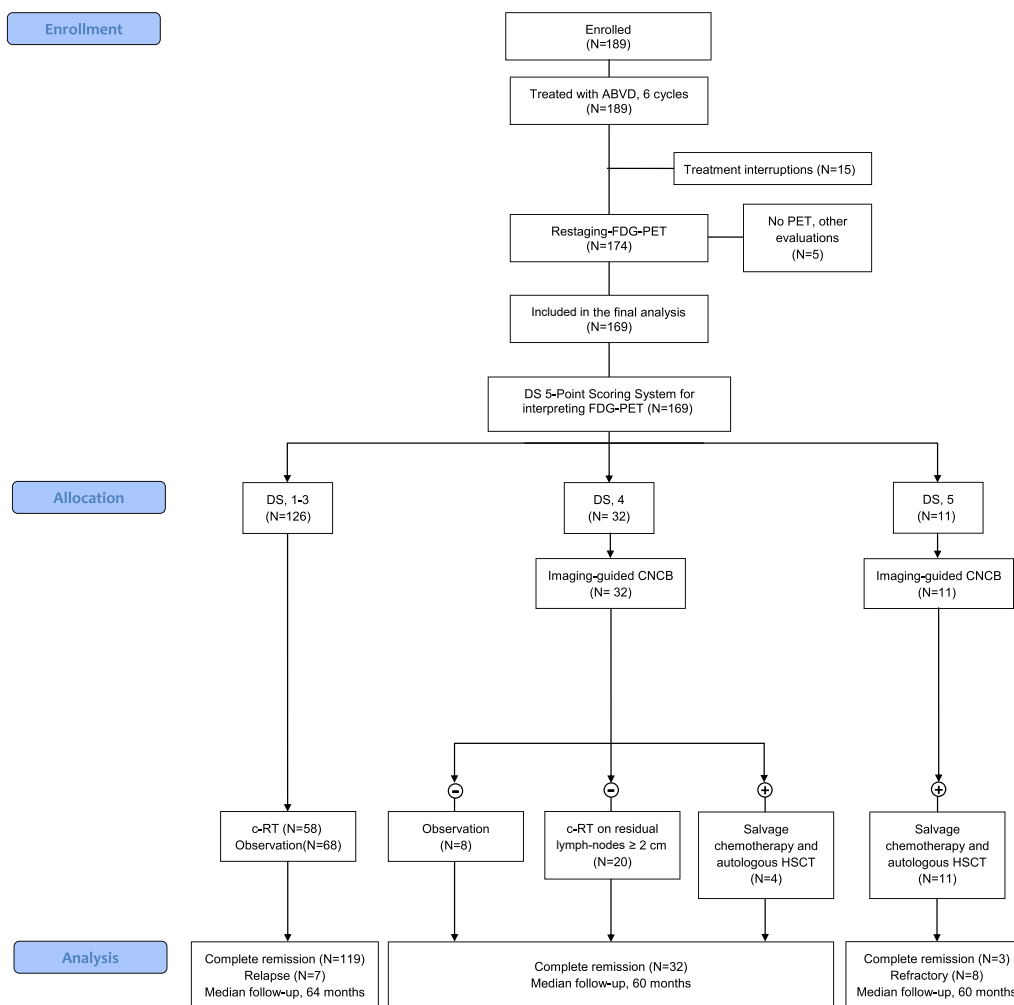 Enrollment
Enrolled
(N=189)
Treated with ABVD, 6 cycles
(N=189)
Treatment interruptions (N=15)
Restaging-FDG-PET
(N=174)
No PET, other
evaluations
(N=5)
Included in the final analysis
(N=169)
DS 5-Point Scoring System for
interpreting FDG-PET (N=169)
Allocation
DS, 1-3
(N=126)
DS, 4
(N= 32)
DS, 5
(N=11)
Imaging-guided CNCB
(N= 32)
Imaging-guided CNCB
(N=11)
−
−
+
+
c-RT (N=58)
Observation(N=68)
Observation
(N=8)
c-RT on residual
lymph-nodes ≥ 2 cm
(N=20)
Salvage
chemotherapy and
autologous HSCT
(N=4)
Salvage
chemotherapy and
autologous HSCT
(N=11)
Analysis
Complete remission (N=119)
Relapse (N=7)
Median follow-up, 64 months
Complete remission (N=32)
Median follow-up, 60 months
Complete remission (N=3)
Refractory (N=8)
Median follow-up, 60 months